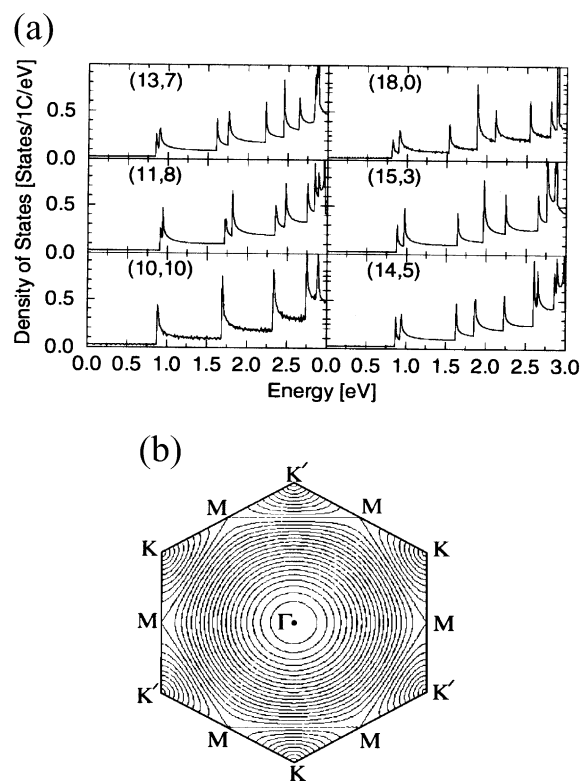 (a)
Density of States [States/1C/eV]
(13,7)
(18,0)
(11,8)
(15,3)
(10,10)
(14,5)
0.5
0.0
0.5
0.0
0.5
0.0
0.0 0.5 1.0 1.5 2.0 2.5 0.0 0.5 1.0 1.5 2.0 2.5 3.0
Energy [eV]
(b)
K′
M M
K K
M Γ M
K′ K′
M M
K